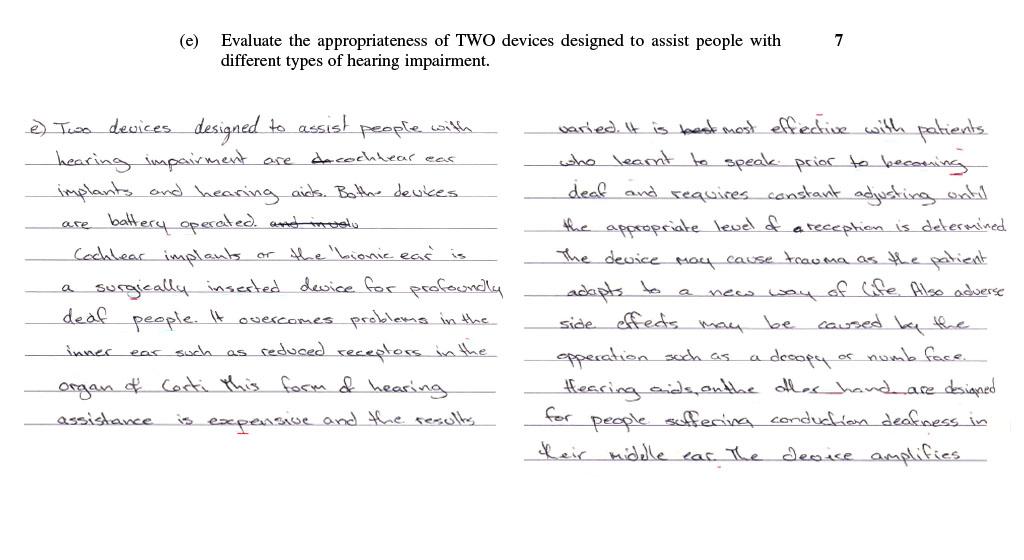 (e) Evaluate the appropriateness of TWO devices designed to assist people with 7
different types of hearing impairment.
e) Two devices designed to assist people with
hearing impairment are cochlear ear
implants and hearing aids. Both devices
are battery operated. and involv
Cochlear implants or the 'bionic ear' is
a surgically inserted device for profoundly
deaf people. It overcomes problems in the
inner ear such as reduced receptors in the
organ of Corti. This form of hearing
assistance is expensive and the results
varied. It is best most effective with patients
who learnt to speak prior to becoming
deaf and requires constant adjusting until
the appropriate level of a reception is determined.
The device may cause trauma as the patient
adapts to a new way of life. Also adverse
side effects may be caused by the
opperation such as a droopy or numb face.
Hearing aids, on the other hand are designed
for people suffering conduction deafness in
their middle ear. The device amplifies